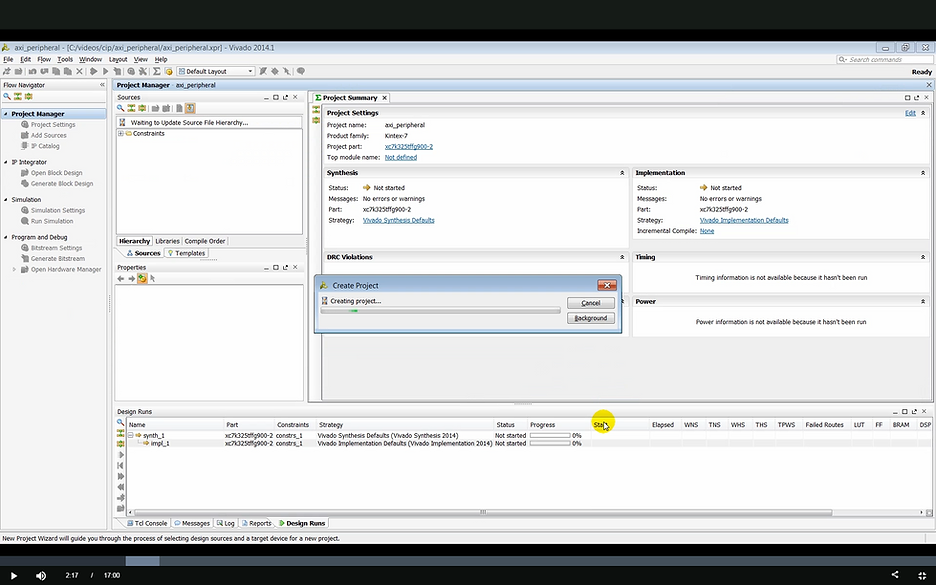 axi_peripheral - [C:/videos/cip/axi_peripheral/axi_peripheral.xpr] - Vivado 2014.1
File Edit Flow Tools Window Layout View Help
Search commands
Default Layout
Ready
Flow Navigator
Project Manager
Project Settings
Add Sources
IP Catalog
IP Integrator
Open Block Design
Generate Block Design
Simulation
Simulation Settings
Run Simulation
Program and Debug
Bitstream Settings
Generate Bitstream
Open Hardware Manager
Project Manager - axi_peripheral
Sources
Waiting to Update Source File Hierarchy...
Constraints
Hierarchy Libraries Compile Order
Sources Templates
Properties
Project Summary
Project Settings
Edit
Project name: axi_peripheral
Product family: Kintex-7
Project part: xc7k325tffg900-2
Top module name: Not defined
Synthesis
Status: Not started
Messages: No errors or warnings
Part: xc7k325tffg900-2
Strategy: Vivado Synthesis Defaults
Implementation
Status: Not started
Messages: No errors or warnings
Part: xc7k325tffg900-2
Strategy: Vivado Implementation Defaults
Incremental Compile: None
DRC Violations
Timing
Timing information is not available because it hasn't been run
Power
Power information is not available because it hasn't been run
Create Project
Creating project...
Cancel
Background
Design Runs
Name Part Constraints Strategy Status Progress Start Elapsed WNS TNS WHS THS TPWS Failed Routes LUT FF BRAM DSP
synth_1 xc7k325tffg900-2 constrs_1 Vivado Synthesis Defaults (Vivado Synthesis 2014) Not started 0%
impl_1 xc7k325tffg900-2 constrs_1 Vivado Implementation Defaults (Vivado Implementation 2014) Not started 0%
Tcl Console Messages Log Reports Design Runs
New Project Wizard will guide you through the process of selecting design sources and a target device for a new project.
2:17 / 17:00